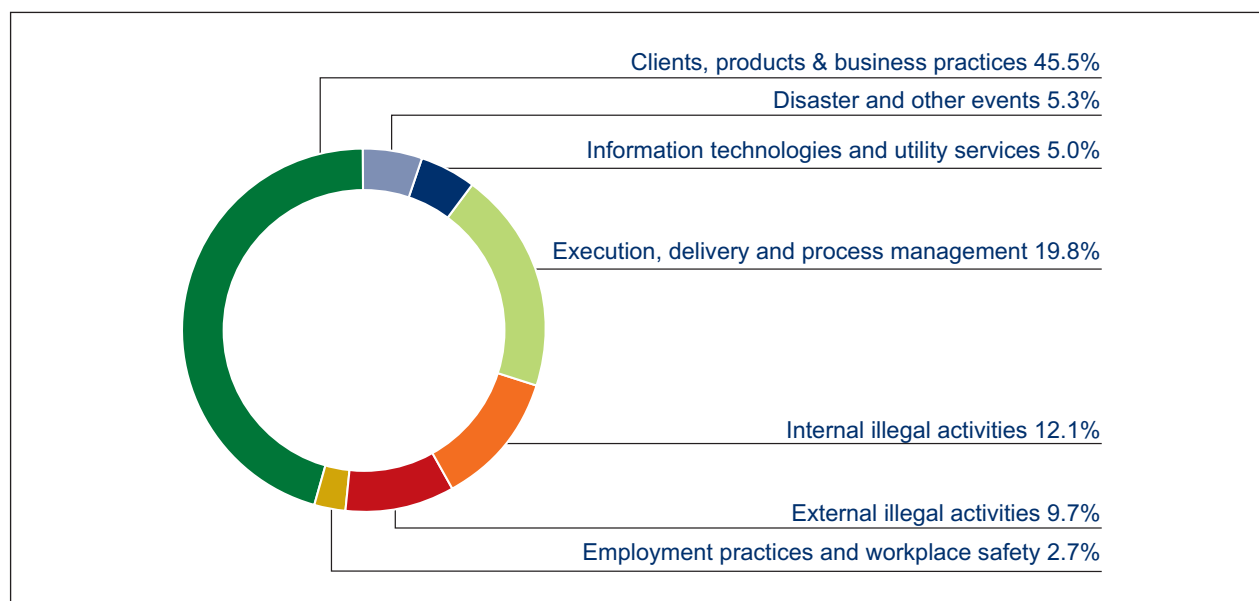 Clients, products & business practices 45.5%
Disaster and other events 5.3%
Information technologies and utility services 5.0%
Execution, delivery and process management 19.8%
Internal illegal activities 12.1%
External illegal activities 9.7%
Employment practices and workplace safety 2.7%